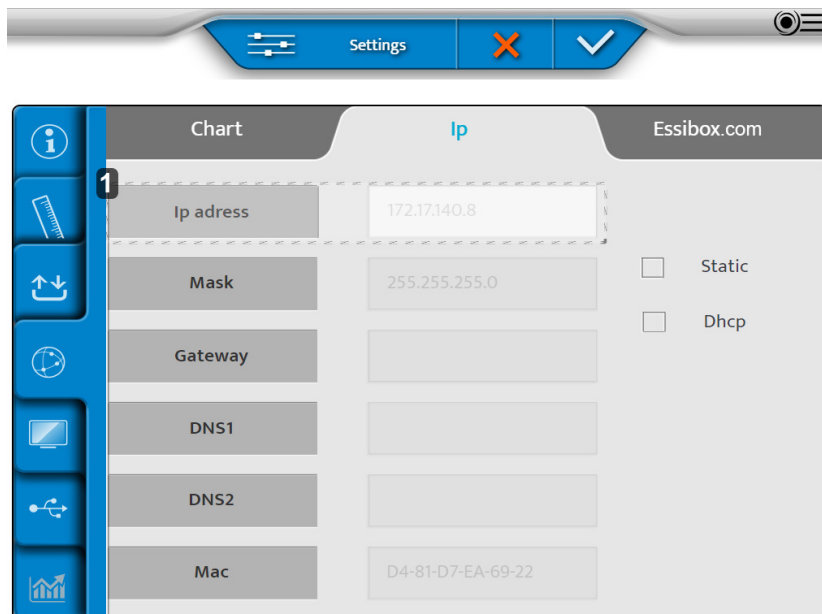 Settings
Chart
Ip
Essibox.com
1
Ip adress
172.17.140.8
Mask
255.255.255.0
Static
Dhcp
Gateway
DNS1
DNS2
Mac
D4-81-D7-EA-69-22